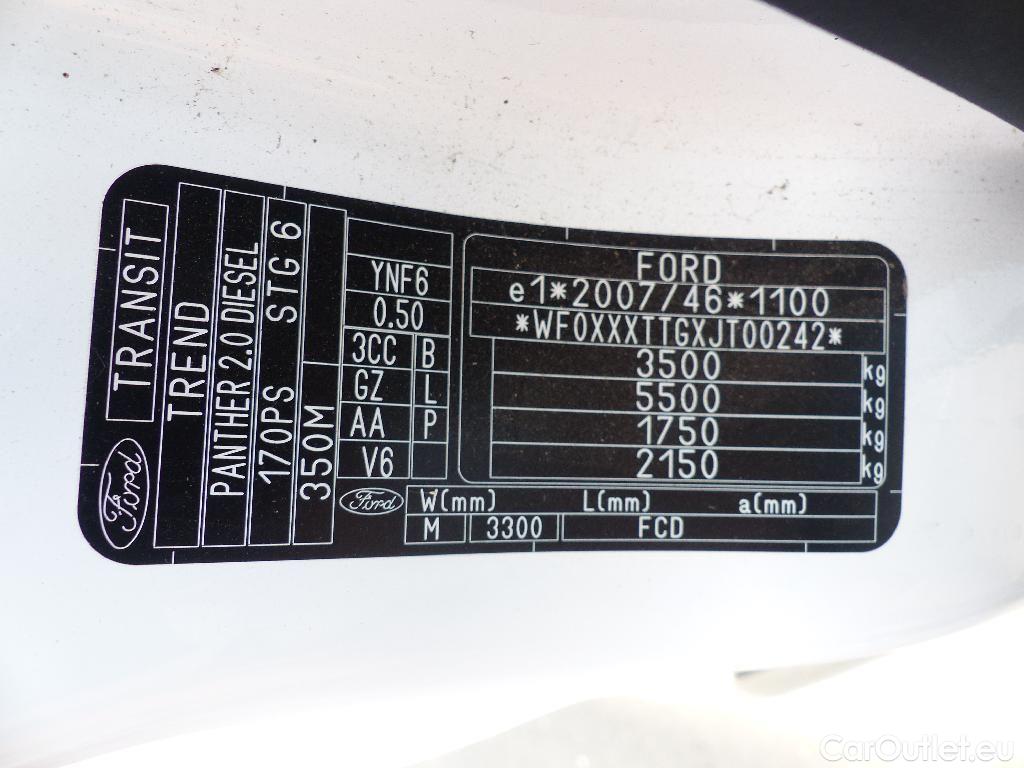 Ford
TRANSIT
TREND
PANTHER 2.0 DIESEL
170PS STG 6
350M
YNF6
0.50
3CC B
GZ L
AA P
V6
FORD
e1*2007/46*1100
*WF0XXXTTGXJT00242*
3500 kg
5500 kg
1750 kg
2150 kg
Ford
W(mm) L(mm) a(mm)
M 3300 FCD
CarOutlet.eu